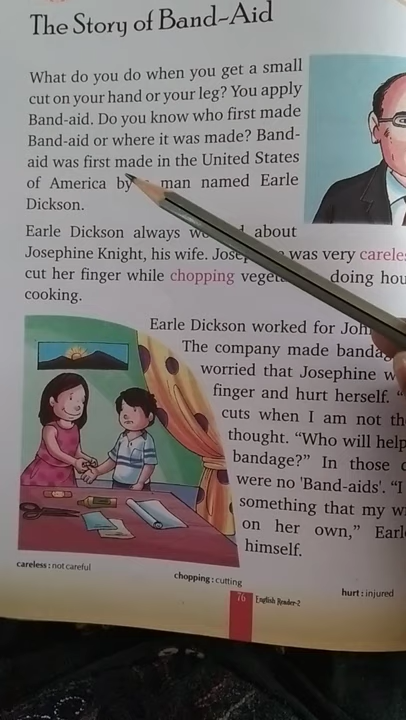 The Story of Band-Aid
What do you do when you get a small
cut on your hand or your leg? You apply
Band-aid. Do you know who first made
Band-aid or where it was made? Band-
aid was first made in the United States
of America by man named Earle
Dickson.
Earle Dickson always about
Josephine Knight, his wife. was very
cut her finger while chopping doing
cooking.
Earle Dickson worked for
The company made
worried that Josephine
finger and hurt herself. "
cuts when I am not
thought. "Who will help
bandage?" In those
were no 'Band-aids'. "I
something that my
on her own,"
himself.
careless : not careful
chopping : cutting
hurt : injured
76 English Reader-2